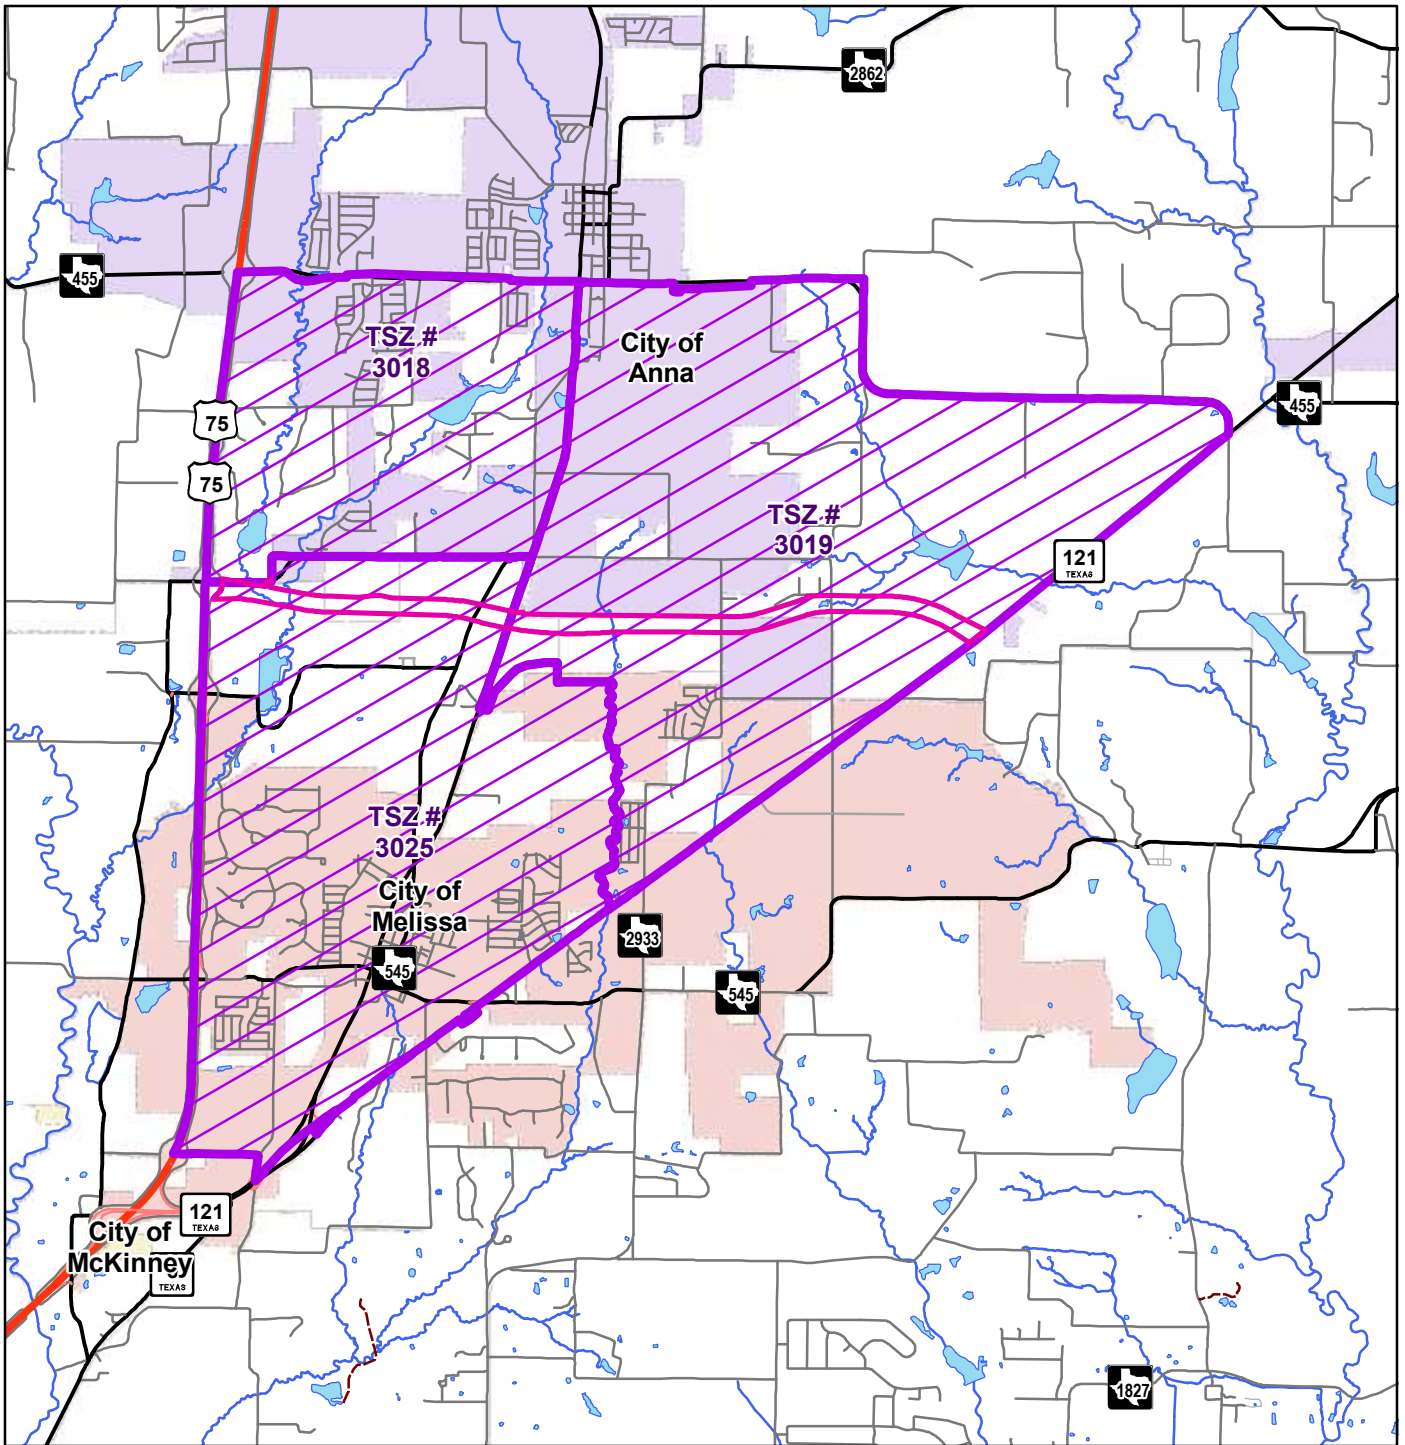 2862
455
TSZ #
3018
City of
Anna
75
455
75
TSZ #
3019
121
TEXAS
TSZ #
3025
City of
Melissa
2933
545
545
121
TEXAS
City of
McKinney
TEXAS
1827